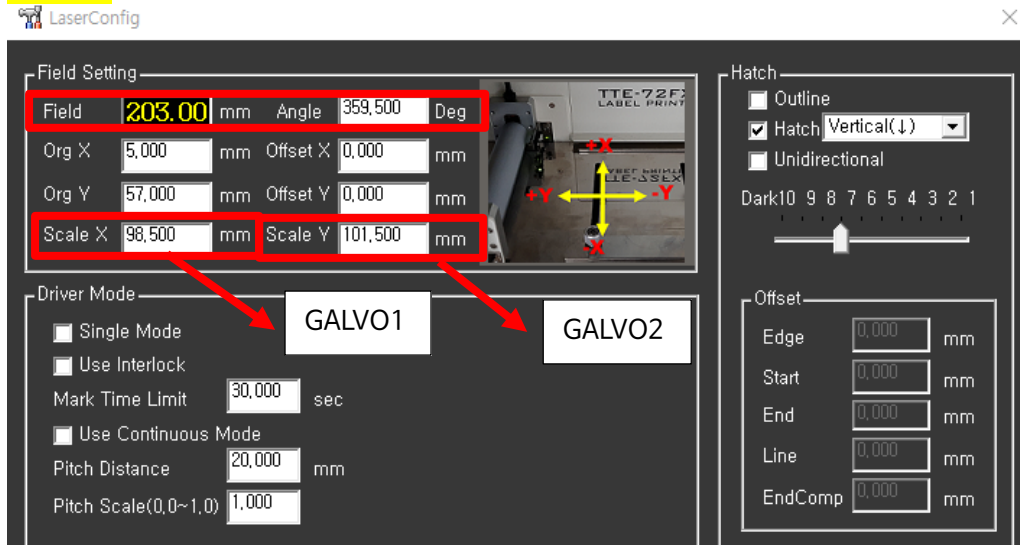 LaserConfig
Field Setting
Field 203.00 mm Angle 359,500 Deg
Org X 5,000 mm Offset X 0,000 mm
Org Y 57,000 mm Offset Y 0,000 mm
Scale X 98,500 mm Scale Y 101,500 mm
LABEL PRINT
+X
+Y
-Y
-X
GALVO1
GALVO2
Driver Mode
Single Mode
Use Interlock
Mark Time Limit 30,000 sec
Use Continuous Mode
Pitch Distance 20,000 mm
Pitch Scale(0,0~1,0) 1,000
Hatch
Outline
Hatch Vertical(↓)
Unidirectional
Dark10 9 8 7 6 5 4 3 2 1
Offset
Edge 0,000 mm
Start 0,000 mm
End 0,000 mm
Line 0,000 mm
EndComp 0,000 mm